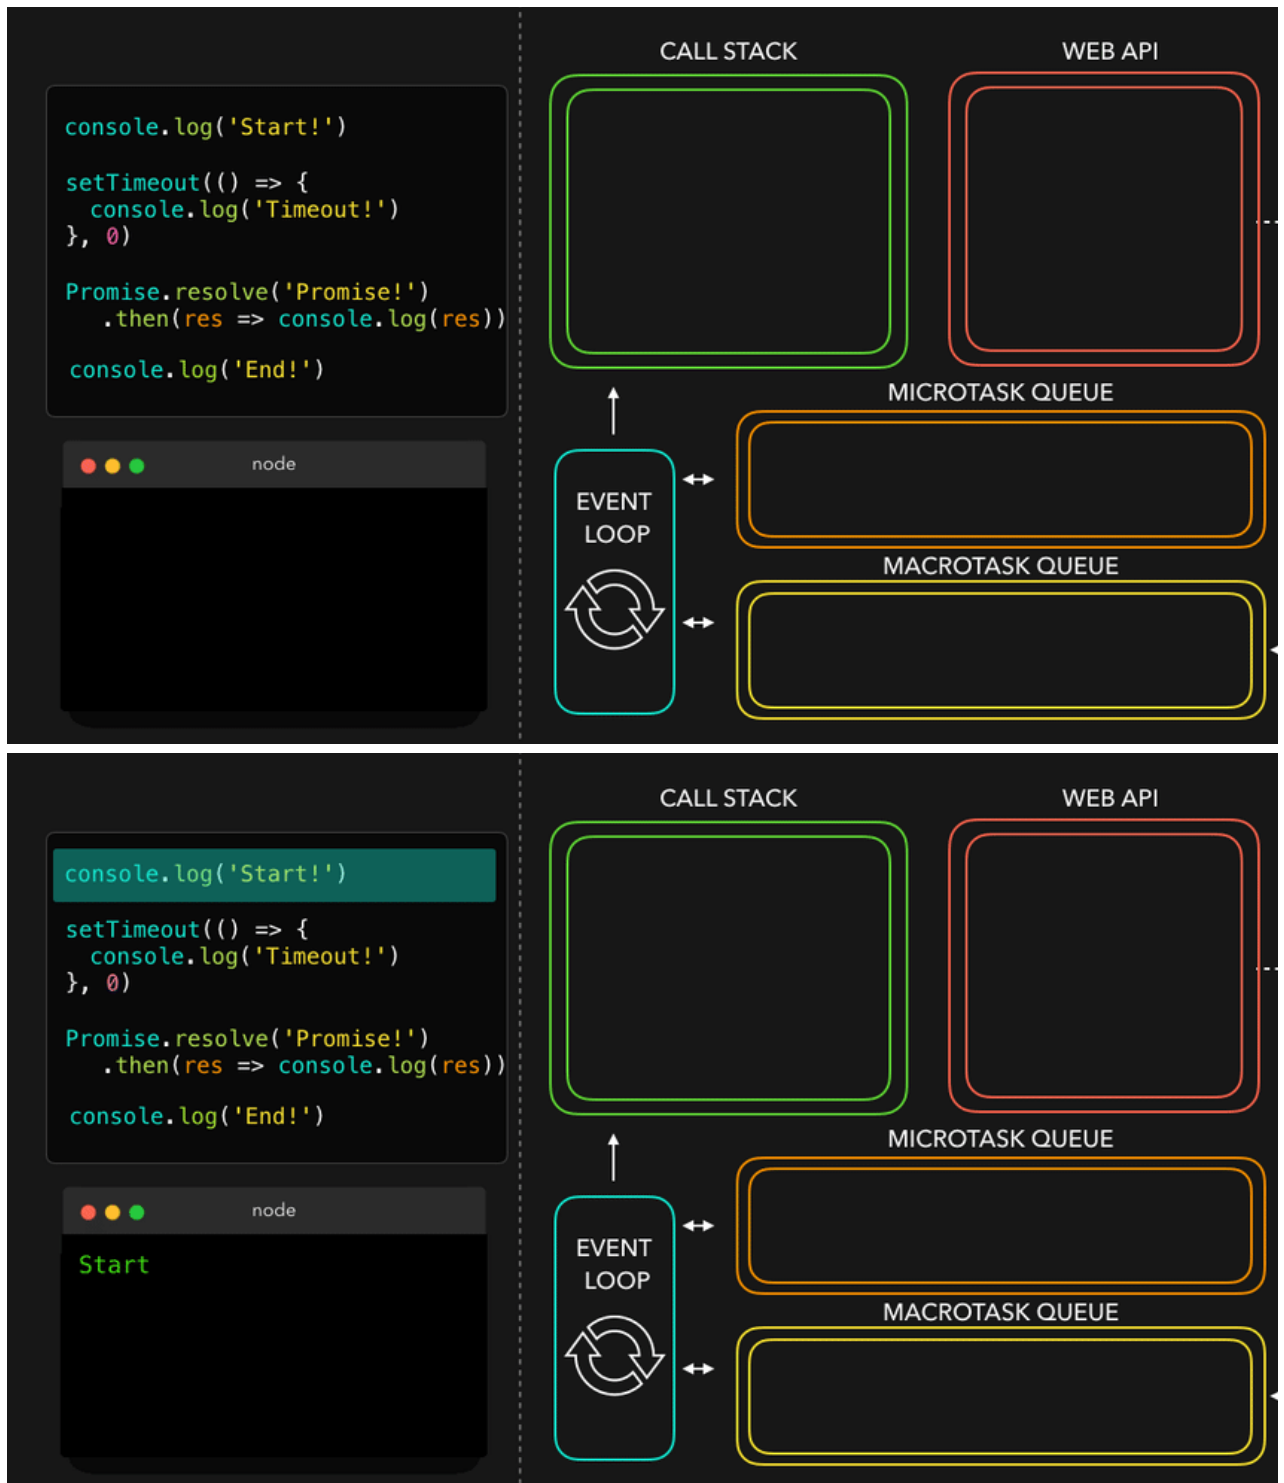 CALL STACK
WEB API
console.log('Start!')
setTimeout(() => {
  console.log('Timeout!')
}, 0)
Promise.resolve('Promise!')
   .then(res => console.log(res))
console.log('End!')
MICROTASK QUEUE
node
EVENT
LOOP
MACROTASK QUEUE
CALL STACK
WEB API
console.log('Start!')
setTimeout(() => {
  console.log('Timeout!')
}, 0)
Promise.resolve('Promise!')
   .then(res => console.log(res))
console.log('End!')
MICROTASK QUEUE
node
Start
EVENT
LOOP
MACROTASK QUEUE